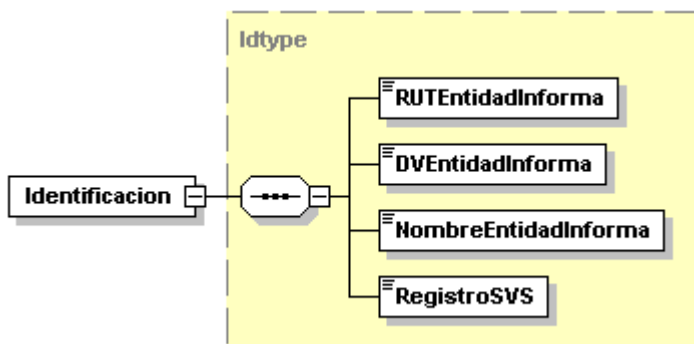 Idtype
RUTEntidadInforma
DVEntidadInforma
Identificacion
NombreEntidadInforma
RegistroSVS